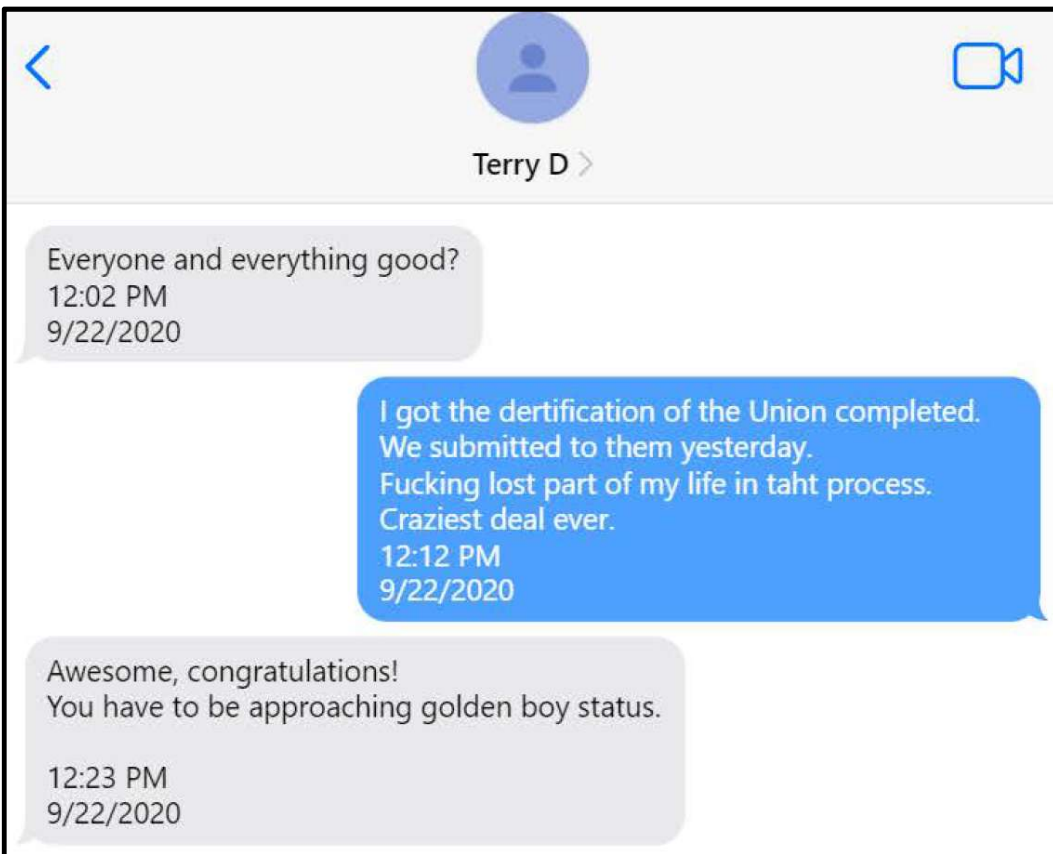 Terry D
Everyone and everything good?
12:02 PM
9/22/2020
I got the dertification of the Union completed.
We submitted to them yesterday.
Fucking lost part of my life in taht process.
Craziest deal ever.
12:12 PM
9/22/2020
Awesome, congratulations!
You have to be approaching golden boy status.
12:23 PM
9/22/2020